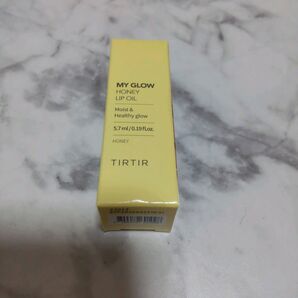 MY GLOW
HONEY
LIP OIL
Moist &
Healthy glow
5.7 ml / 0.19 fl.oz.
HONEY
TIRTIR